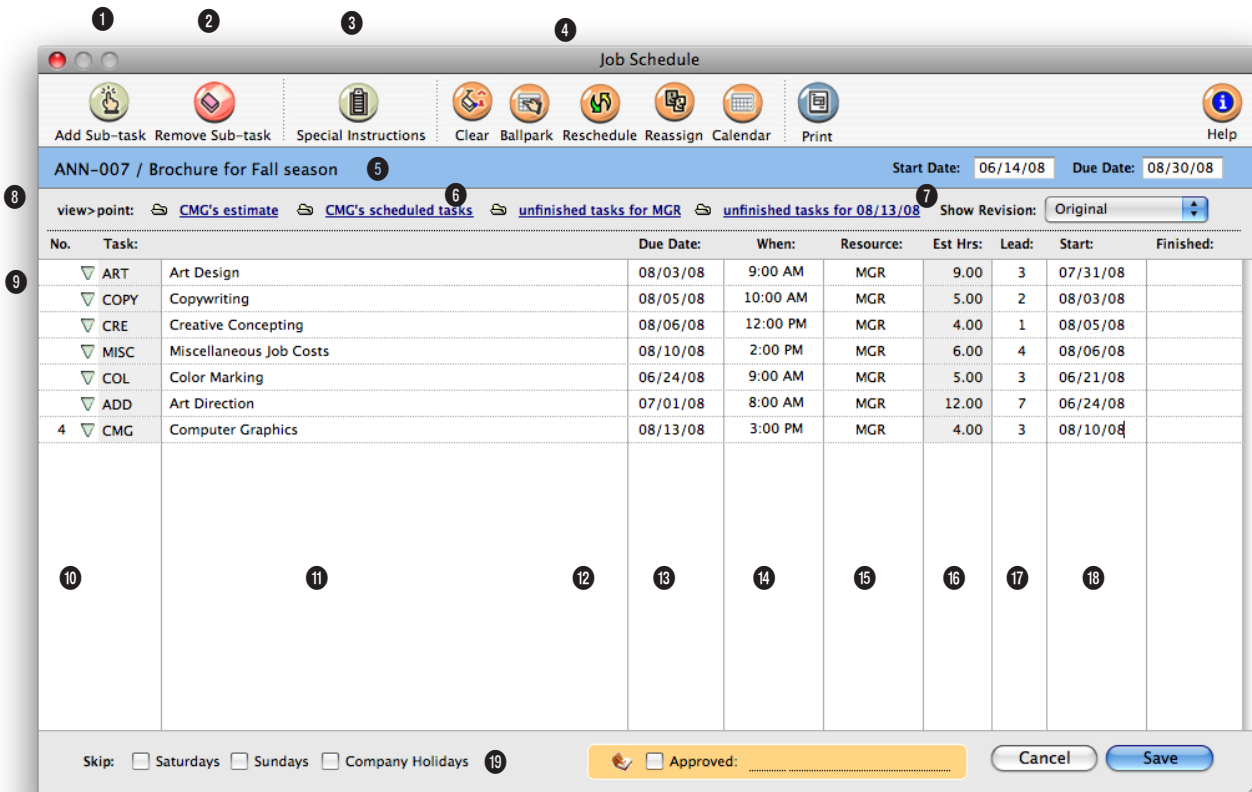 1 2 3 4
Job Schedule
Add Sub-task Remove Sub-task Special Instructions Clear Ballpark Reschedule Reassign Calendar Print Help
ANN-007 / Brochure for Fall season 5 Start Date: 06/14/08 Due Date: 08/30/08
8 view>point: CMG's estimate CMG's scheduled tasks 6 unfinished tasks for MGR unfinished tasks for 08/13/08 7 Show Revision: Original
No. Task: Due Date: When: Resource: Est Hrs: Lead: Start: Finished:
9 ART Art Design 08/03/08 9:00 AM MGR 9.00 3 07/31/08
COPY Copywriting 08/05/08 10:00 AM MGR 5.00 2 08/03/08
CRE Creative Concepting 08/06/08 12:00 PM MGR 4.00 1 08/05/08
MISC Miscellaneous Job Costs 08/10/08 2:00 PM MGR 6.00 4 08/06/08
COL Color Marking 06/24/08 9:00 AM MGR 5.00 3 06/21/08
ADD Art Direction 07/01/08 8:00 AM MGR 12.00 7 06/24/08
4 CMG Computer Graphics 08/13/08 3:00 PM MGR 4.00 3 08/10/08
10 11 12 13 14 15 16 17 18
Skip: Saturdays Sundays Company Holidays 19 Approved: Cancel Save